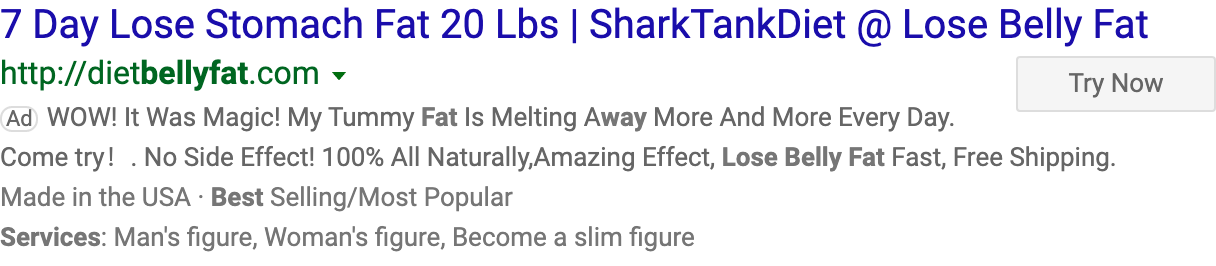 7 Day Lose Stomach Fat 20 Lbs | SharkTankDiet @ Lose Belly Fat
http://dietbellyfat.com
Try Now
Ad WOW! It Was Magic! My Tummy Fat Is Melting Away More And More Every Day.
Come try！. No Side Effect! 100% All Naturally,Amazing Effect, Lose Belly Fat Fast, Free Shipping.
Made in the USA · Best Selling/Most Popular
Services: Man's figure, Woman's figure, Become a slim figure